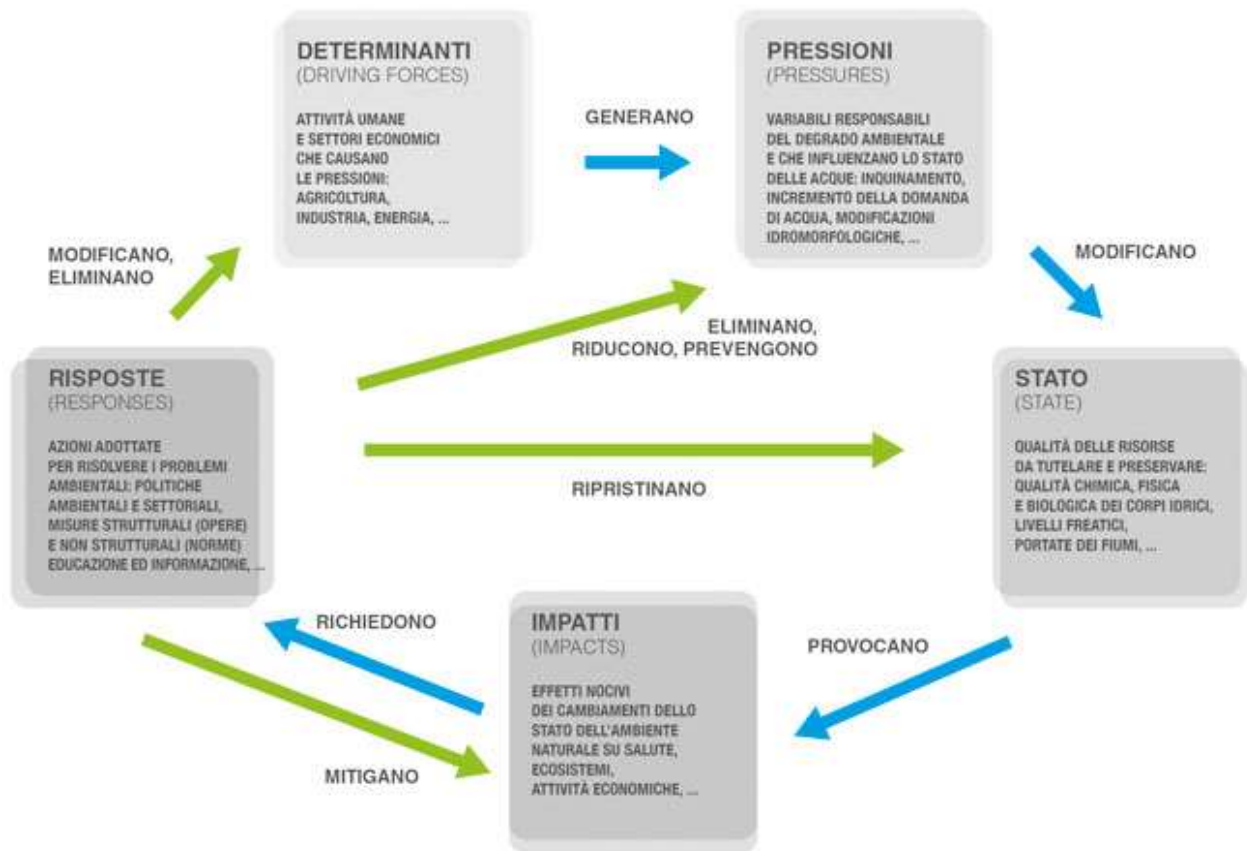 DETERMINANTI
(DRIVING FORCES)
ATTIVITÀ UMANE
E SETTORI ECONOMICI
CHE CAUSANO
LE PRESSIONI:
AGRICOLTURA,
INDUSTRIA, ENERGIA, ...
GENERANO
PRESSIONI
(PRESSURES)
VARIABILI RESPONSABILI
DEL DEGRADO AMBIENTALE
E CHE INFLUENZANO LO STATO
DELLE ACQUE: INQUINAMENTO,
INCREMENTO DELLA DOMANDA
DI ACQUA, MODIFICAZIONI
IDROMORFOLOGICHE, ...
MODIFICANO,
ELIMINANO
MODIFICANO
ELIMINANO,
RIDUCONO, PREVENGONO
RISPOSTE
(RESPONSES)
AZIONI ADOTTATE
PER RISOLVERE I PROBLEMI
AMBIENTALI: POLITICHE
AMBIENTALI E SETTORIALI,
MISURE STRUTTURALI (OPERE)
E NON STRUTTURALI (NORME)
EDUCAZIONE ED INFORMAZIONE, ...
RIPRISTINANO
STATO
(STATE)
QUALITÀ DELLE RISORSE
DA TUTELARE E PRESERVARE:
QUALITÀ CHIMICA, FISICA
E BIOLOGICA DEI CORPI IDRICI,
LIVELLI FREATICI,
PORTATE DEI FIUMI, ...
RICHIEDONO
IMPATTI
(IMPACTS)
EFFETTI NOCIVI
DEI CAMBIAMENTI DELLO
STATO DELL'AMBIENTE
NATURALE SU SALUTE,
ECOSISTEMI,
ATTIVITÀ ECONOMICHE, ...
PROVOCANO
MITIGANO